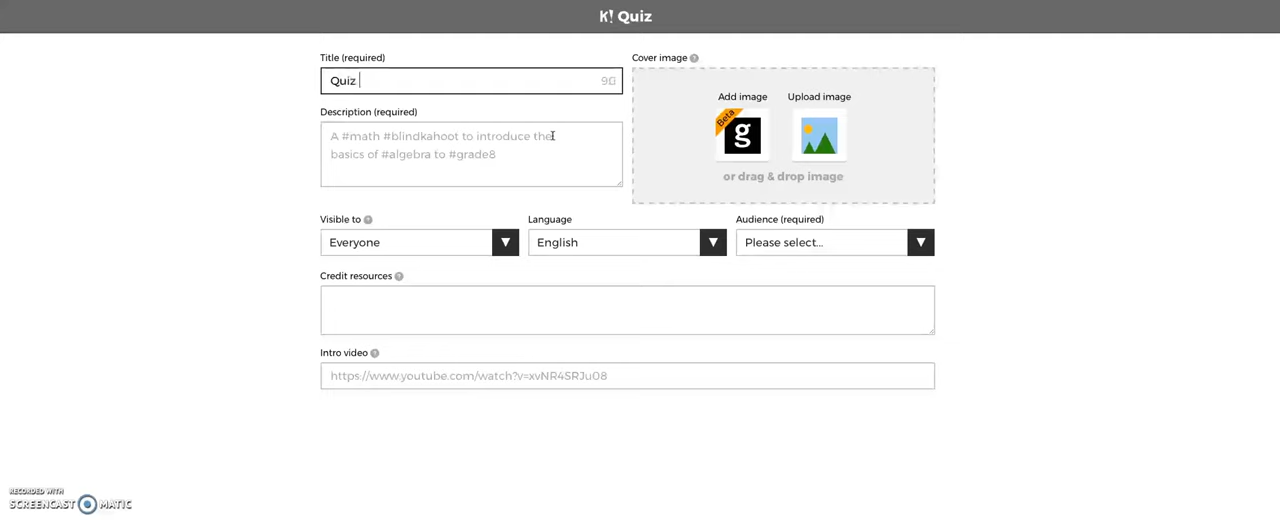 K! Quiz
Title (required)
Cover image ?
Quiz
Add image
Upload image
Beta
g
Description (required)
A #math #blindkahoot to introduce the
basics of #algebra to #grade8
or drag & drop image
Visible to ?
Language
Audience (required)
Everyone
English
Please select...
Credit resources ?
Intro video ?
https://www.youtube.com/watch?v=xvNR4SRJu08
RECORDED WITH
SCREENCAST MATIC